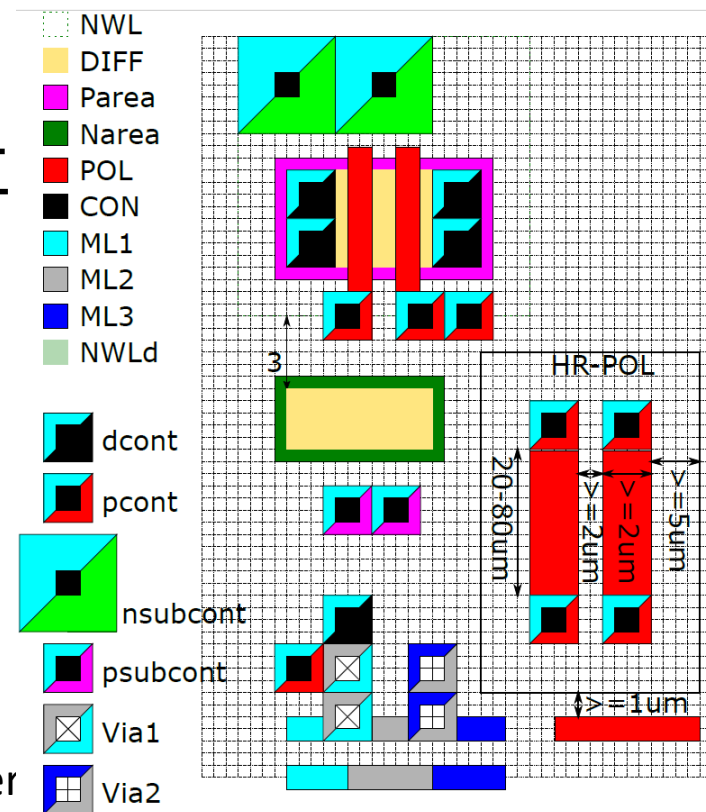 NWL
DIFF
Parea
Narea
POL
CON
ML1
ML2
ML3
NWLd
dcont
pcont
nsubcont
psubcont
Via1
er
Via2
3
HR-POL
20-80um
>=2um
>=2um
>=5um
>=1um